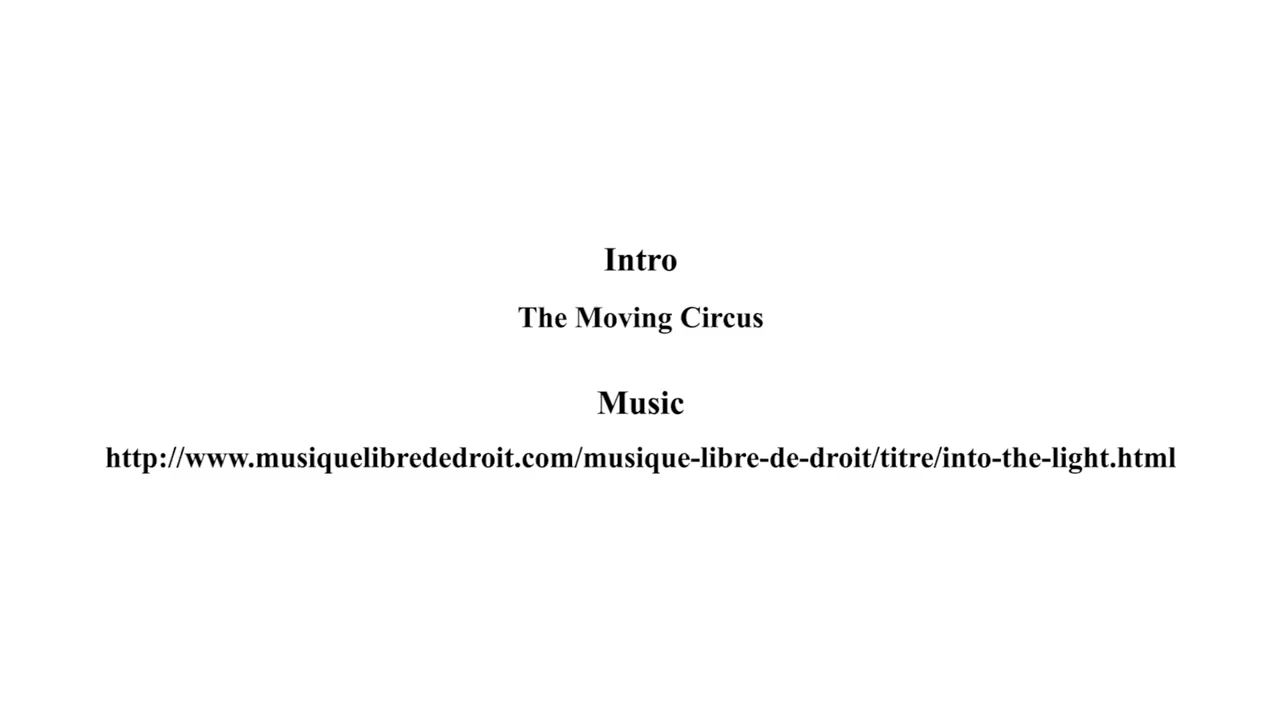 Intro
The Moving Circus
Music
http://www.musiquelibrededroit.com/musique-libre-de-droit/titre/into-the-light.html